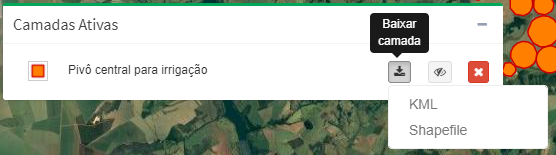 Baixar
camada
Camadas Ativas
Pivô central para irrigação
KML
Shapefile